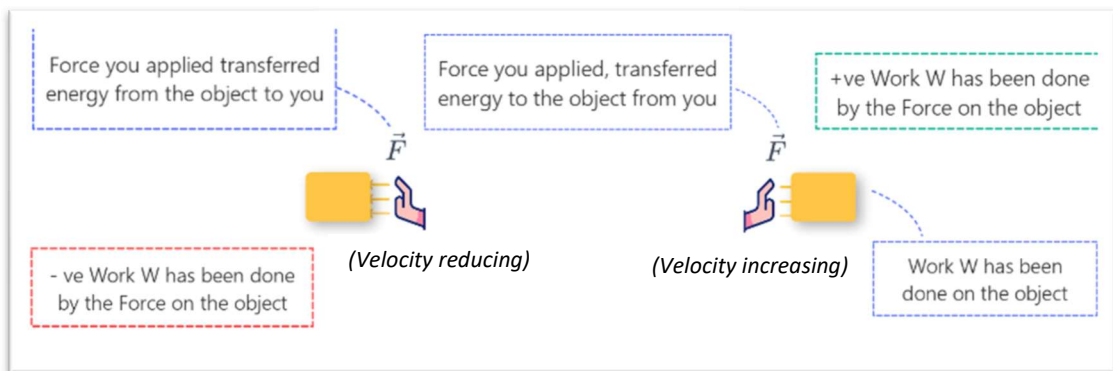 Force you applied transferred
energy from the object to you
Force you applied, transferred
energy to the object from you
+ve Work W has been done
by the Force on the object
F⃗
F⃗
(Velocity reducing)
(Velocity increasing)
- ve Work W has been done
by the Force on the object
Work W has been
done on the object